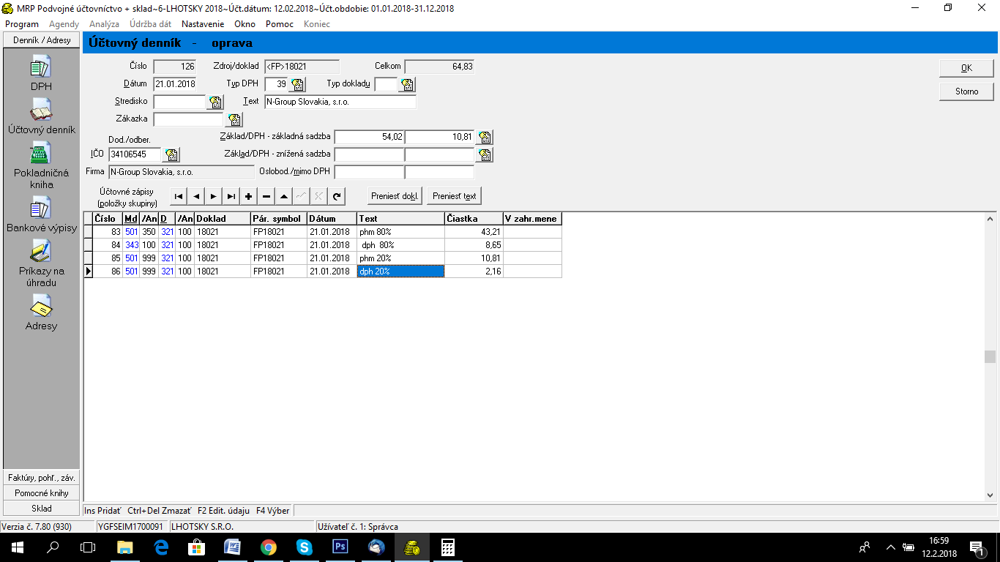 MRP Podvojné účtovníctvo + sklad~6-LHOTSKY 2018~Účt.dátum: 12.02.2018~Účt.obdobie: 01.01.2018-31.12.2018
Program Agendy Analýza Údržba dát Nastavenie Okno Pomoc Koniec
Denník / Adresy
DPH
Účtovný denník
Pokladničná
kniha
Bankové výpisy
Príkazy na
úhradu
Adresy
Faktúry, pohľ., záv.
Pomocné knihy
Sklad
Účtovný denník - oprava
Číslo 126 Zdroj/doklad <FP>18021 Celkom 64,83
OK
Dátum 21.01.2018 Typ DPH 39 Typ dokladu
Storno
Stredisko Text N-Group Slovakia, s.r.o.
Zákazka
Dod./odber. Základ/DPH - základná sadzba 54,02 10,81
IČO 34106545 Základ/DPH - znížená sadzba
Firma N-Group Slovakia, s.r.o. Oslobod./mimo DPH
Účtovné zápisy
(položky skupiny)
Preniesť dokl. Preniesť text
Číslo Md /An D /An Doklad Pár. symbol Dátum Text Čiastka V zahr.mene
83 501 350 321 100 18021 FP18021 21.01.2018 phm 80% 43,21
84 343 100 321 100 18021 FP18021 21.01.2018 dph 80% 8,65
85 501 999 321 100 18021 FP18021 21.01.2018 phm 20% 10,81
86 501 999 321 100 18021 FP18021 21.01.2018 dph 20% 2,16
Ins Pridať Ctrl+Del Zmazať F2 Edit. údaju F4 Výber
Verzia č. 7.80 (930) YGFSEIM1700091 LHOTSKY S.R.O. Užívateľ č. 1: Správca
W Ps
16:59
12.2.2018
1